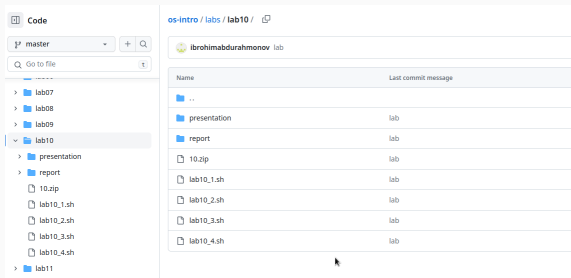 Code
master
Go to file
t
lab07
lab08
lab09
lab10
presentation
report
10.zip
lab10_1.sh
lab10_2.sh
lab10_3.sh
lab10_4.sh
lab11
os-intro / labs / lab10 /
ibrohimabdurahmonov lab
Name Last commit message
..
presentation lab
report lab
10.zip lab
lab10_1.sh lab
lab10_2.sh lab
lab10_3.sh lab
lab10_4.sh lab